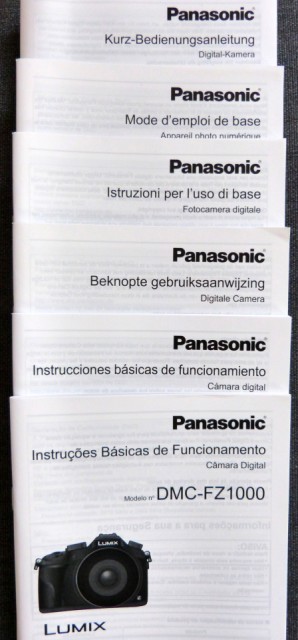 Panasonic
Kurz-Bedienungsanleitung
Digital-Kamera
Panasonic
Mode d'emploi de base
Appareil photo numérique
Panasonic
Istruzioni per l'uso di base
Fotocamera digitale
Panasonic
Beknopte gebruiksaanwijzing
Digitale Camera
Panasonic
Instrucciones básicas de funcionamiento
Cámara digital
Panasonic
Instruções Básicas de Funcionamento
Câmara Digital
Modelo nº DMC-FZ1000
LUMIX
LUMIX